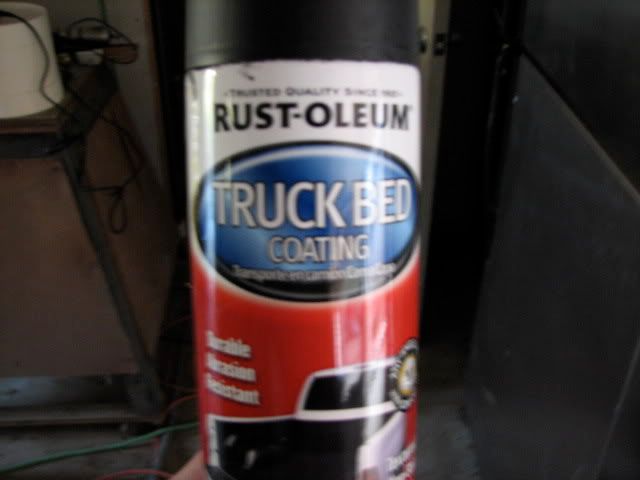 TRUSTED QUALITY SINCE 1921
RUST-OLEUM
TRUCK BED
COATING
Durable
Abrasion
Resistant